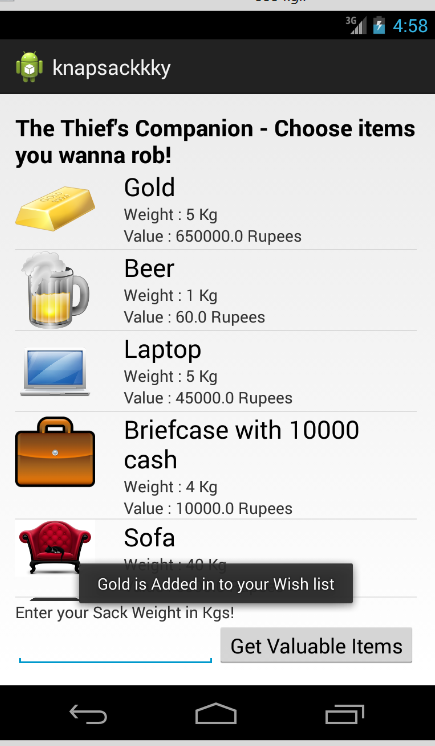 3G 4:58
knapsackkky
The Thief's Companion - Choose items
you wanna rob!
Gold
Weight : 5 Kg
Value : 650000.0 Rupees
Beer
Weight : 1 Kg
Value : 60.0 Rupees
Laptop
Weight : 5 Kg
Value : 45000.0 Rupees
Briefcase with 10000
cash
Weight : 4 Kg
Value : 10000.0 Rupees
Sofa
Weight : 40 Kg
Gold is Added in to your Wish list
Enter your Sack Weight in Kgs!
Get Valuable Items